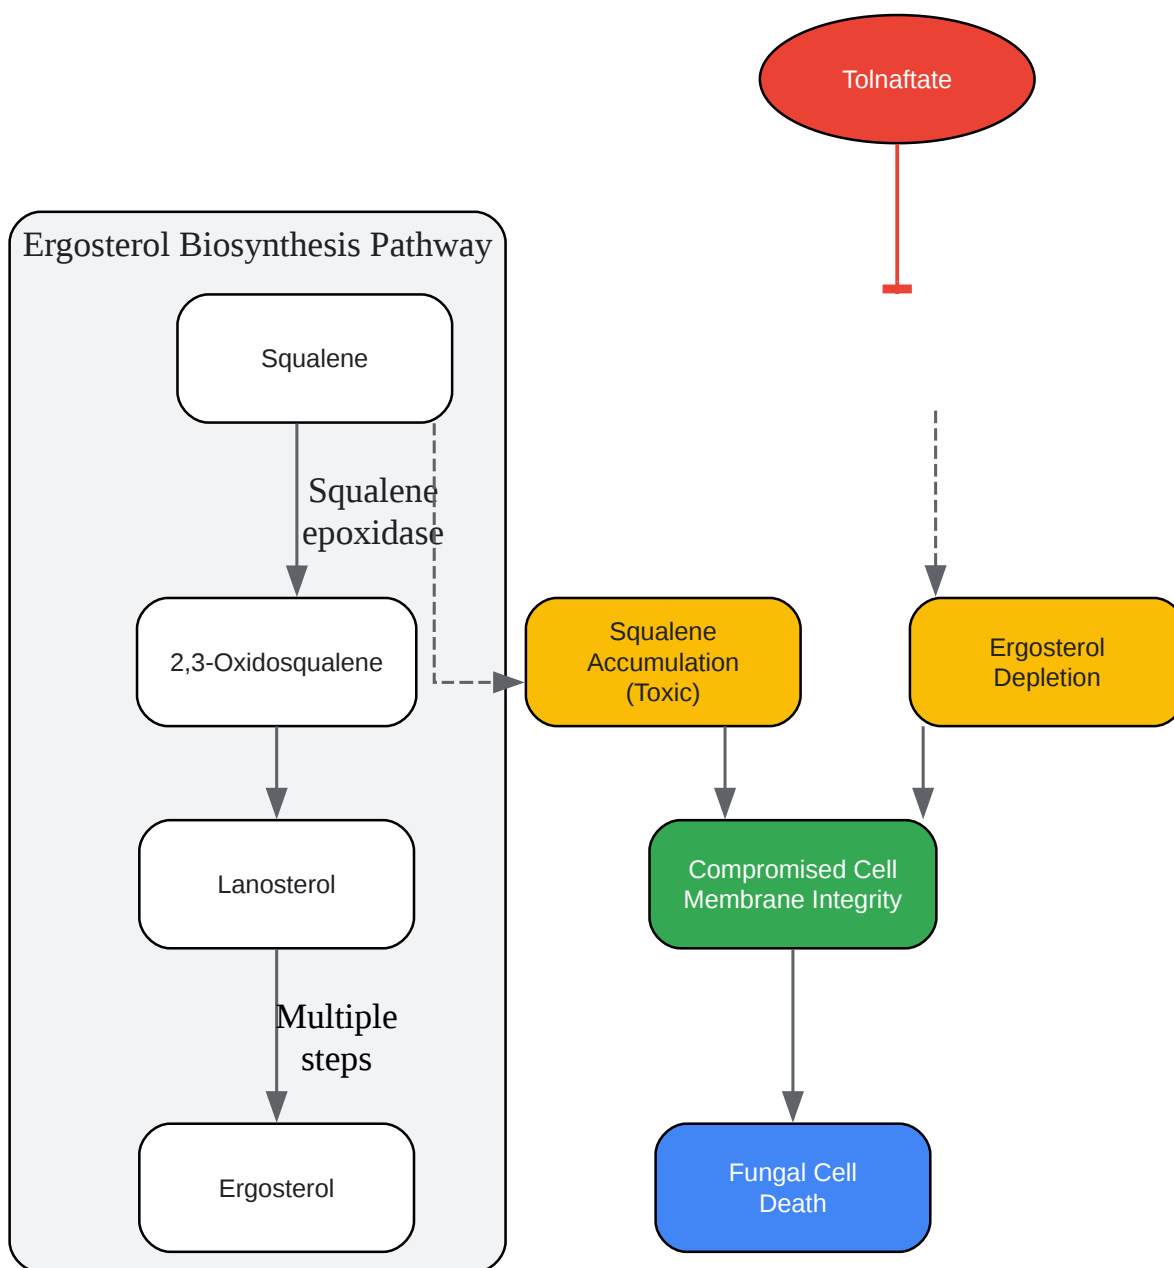 Tolnaftate
Ergosterol Biosynthesis Pathway
Squalene
Squalene
epoxidase
2,3-Oxidosqualene
Squalene
Accumulation
(Toxic)
Ergosterol
Depletion
Lanosterol
Compromised Cell
Membrane Integrity
Multiple
steps
Ergosterol
Fungal Cell
Death